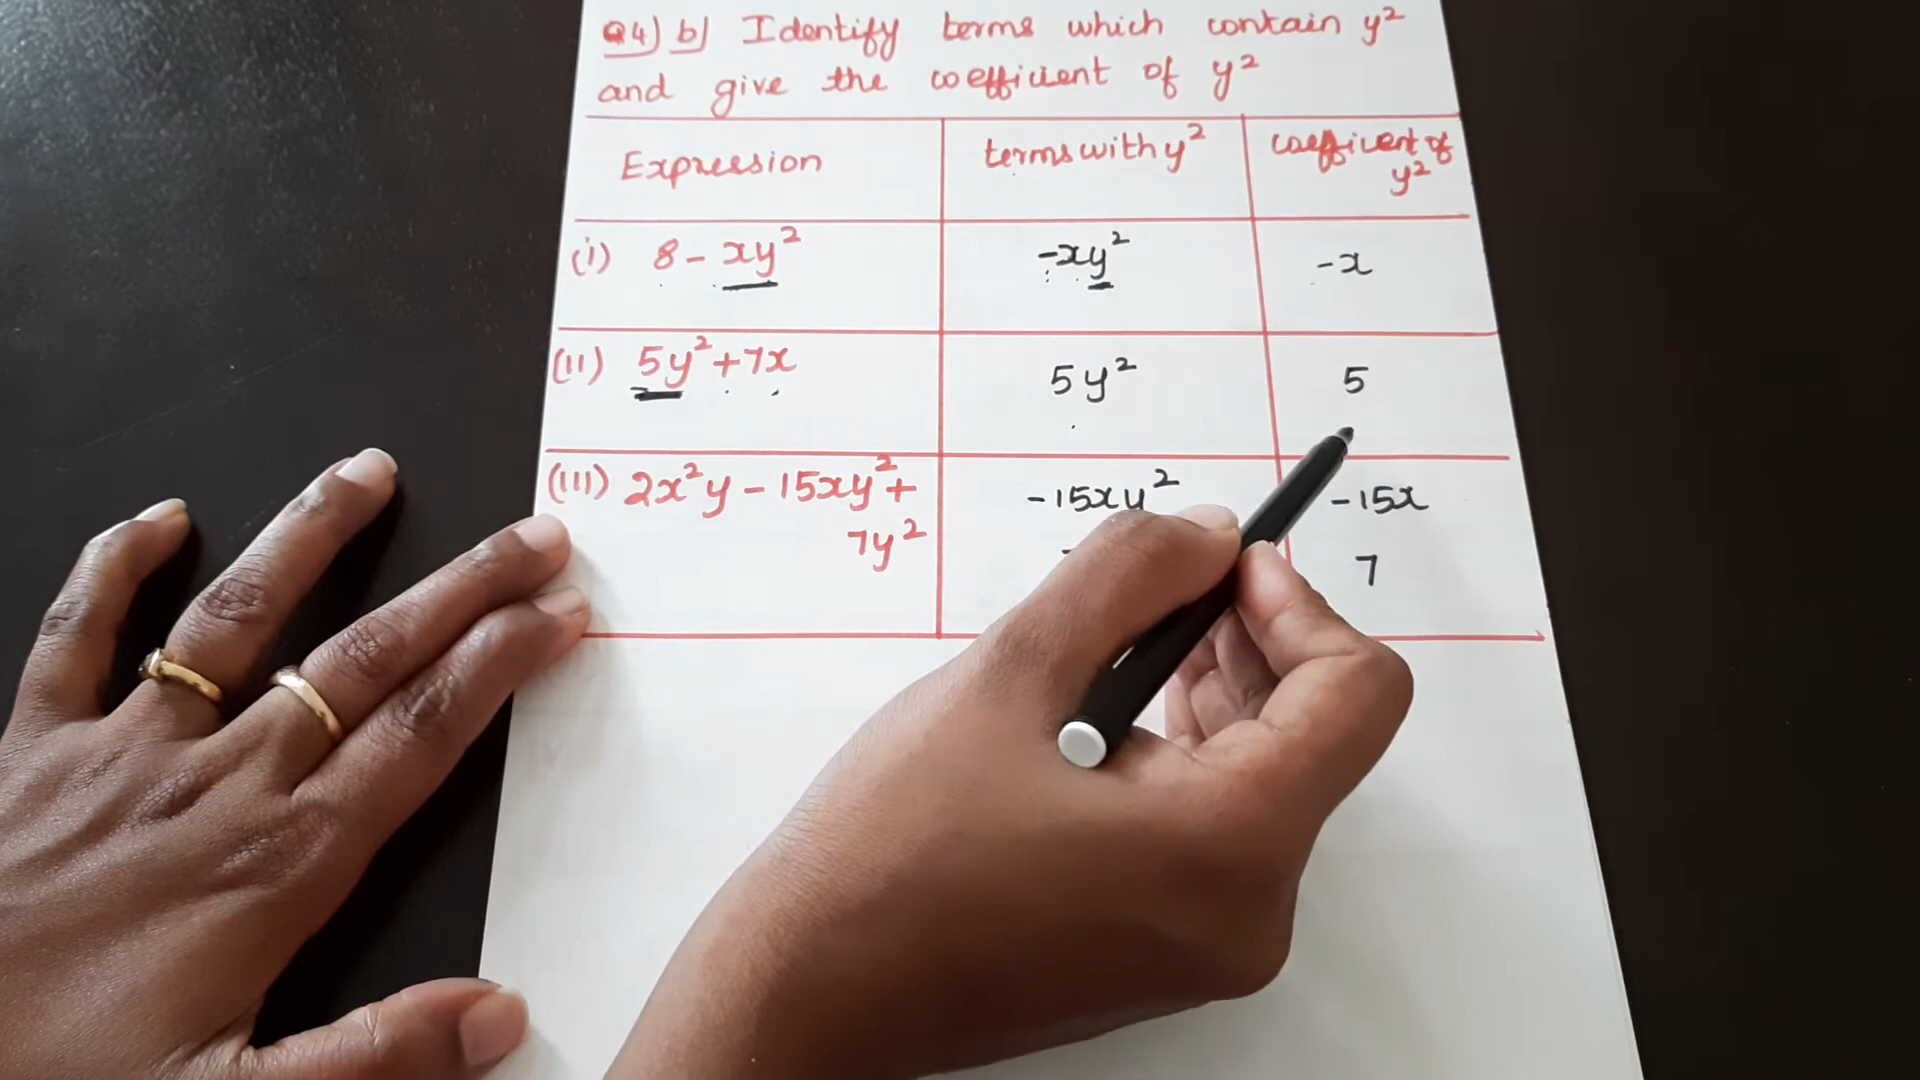 Q4) b) Identify terms which contain y²
and give the coefficient of y²
Expression terms with y² coefficient of y²
(i) 8 - xy² -xy² -x
(ii) 5y² + 7x 5y² 5
(iii) 2x²y - 15xy² + -15xy² -15x
7y² 7